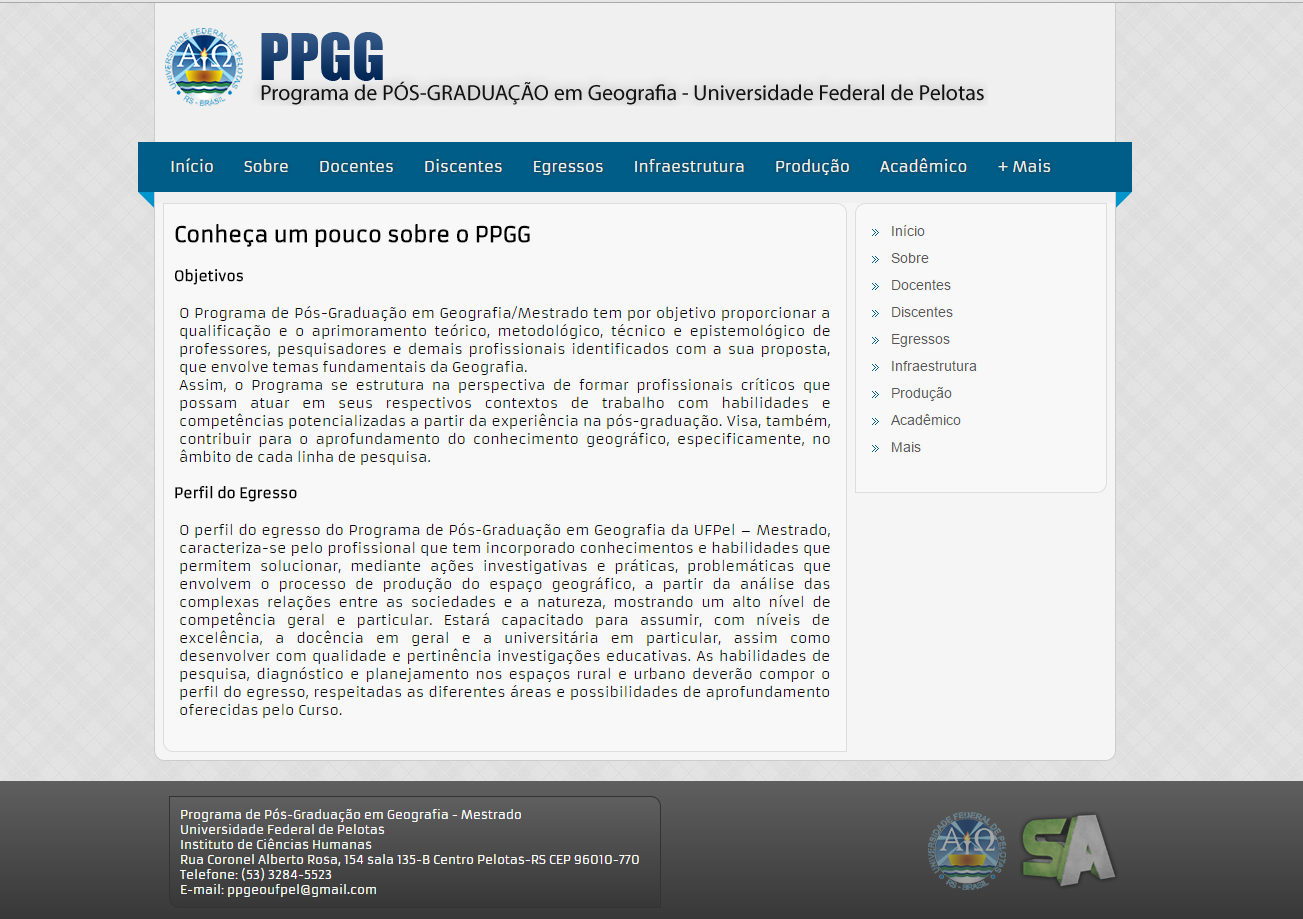 UNIVERSIDADE FEDERAL DE PELOTAS
ΑΩ
RS - BRASIL
PPGG
Programa de PÓS-GRADUAÇÃO em Geografia - Universidade Federal de Pelotas
Início Sobre Docentes Discentes Egressos Infraestrutura Produção Acadêmico + Mais
Conheça um pouco sobre o PPGG
Objetivos
O Programa de Pós-Graduação em Geografia/Mestrado tem por objetivo proporcionar a
qualificação e o aprimoramento teórico, metodológico, técnico e epistemológico de
professores, pesquisadores e demais profissionais identificados com a sua proposta,
que envolve temas fundamentais da Geografia.
Assim, o Programa se estrutura na perspectiva de formar profissionais críticos que
possam atuar em seus respectivos contextos de trabalho com habilidades e
competências potencializadas a partir da experiência na pós-graduação. Visa, também,
contribuir para o aprofundamento do conhecimento geográfico, especificamente, no
âmbito de cada linha de pesquisa.
Perfil do Egresso
O perfil do egresso do Programa de Pós-Graduação em Geografia da UFPel – Mestrado,
caracteriza-se pelo profissional que tem incorporado conhecimentos e habilidades que
permitem solucionar, mediante ações investigativas e práticas, problemáticas que
envolvem o processo de produção do espaço geográfico, a partir da análise das
complexas relações entre as sociedades e a natureza, mostrando um alto nível de
competência geral e particular. Estará capacitado para assumir, com níveis de
excelência, a docência em geral e a universitária em particular, assim como
desenvolver com qualidade e pertinência investigações educativas. As habilidades de
pesquisa, diagnóstico e planejamento nos espaços rural e urbano deverão compor o
perfil do egresso, respeitadas as diferentes áreas e possibilidades de aprofundamento
oferecidas pelo Curso.
Início
Sobre
Docentes
Discentes
Egressos
Infraestrutura
Produção
Acadêmico
Mais
Programa de Pós-Graduação em Geografia - Mestrado
Universidade Federal de Pelotas
Instituto de Ciências Humanas
Rua Coronel Alberto Rosa, 154 sala 135-B Centro Pelotas-RS CEP 96010-770
Telefone: (53) 3284-5523
E-mail: ppgeoufpel@gmail.com
UNIVERSIDADE FEDERAL DE PELOTAS
ΑΩ
RS - BRASIL
SA